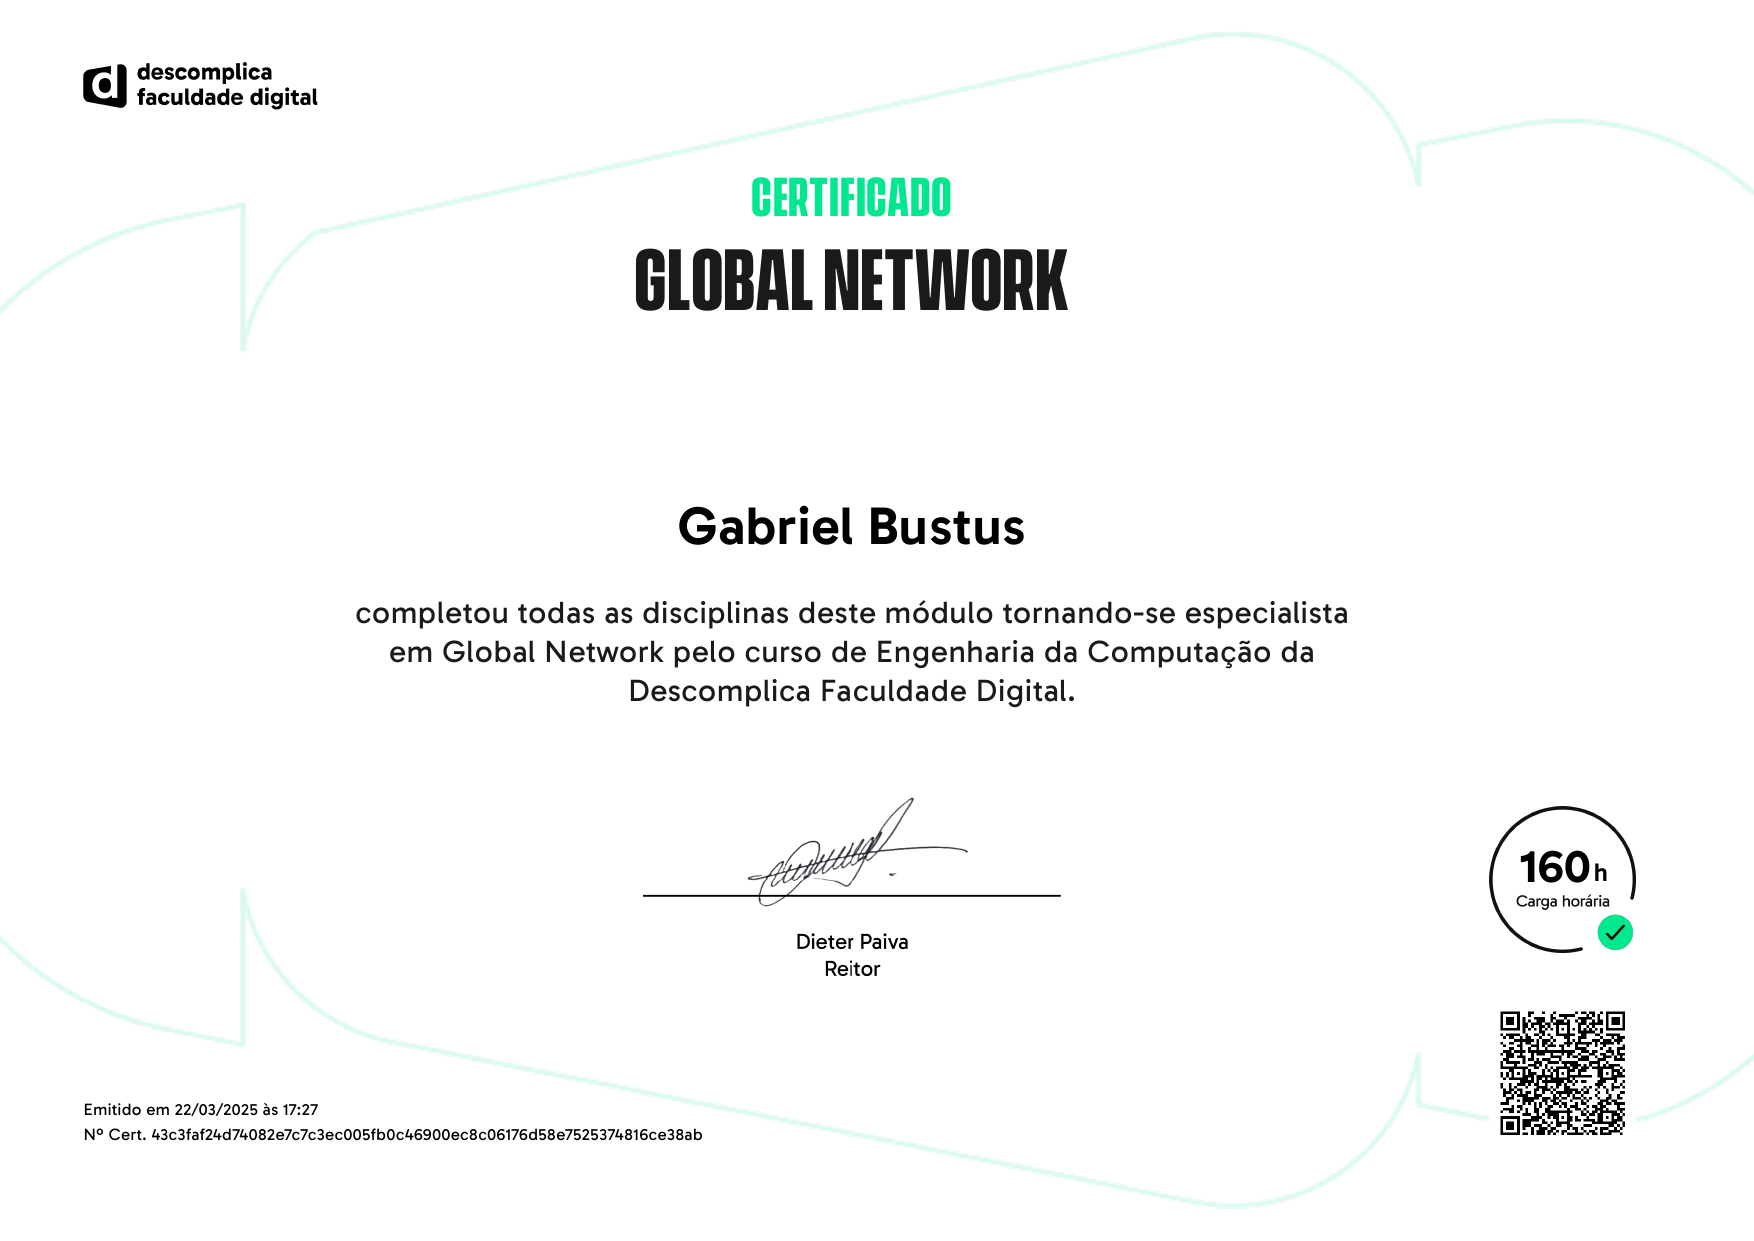 descomplica
faculdade digital
CERTIFICADO
GLOBAL NETWORK
Gabriel Bustus
completou todas as disciplinas deste módulo tornando-se especialista
em Global Network pelo curso de Engenharia da Computação da
Descomplica Faculdade Digital.
Dieter Paiva
Reitor
160 h
Carga horária
Emitido em 22/03/2025 às 17:27
Nº Cert. 43c3faf24d74082e7c7c3ec005fb0c46900ec8c06176d58e7525374816ce38ab